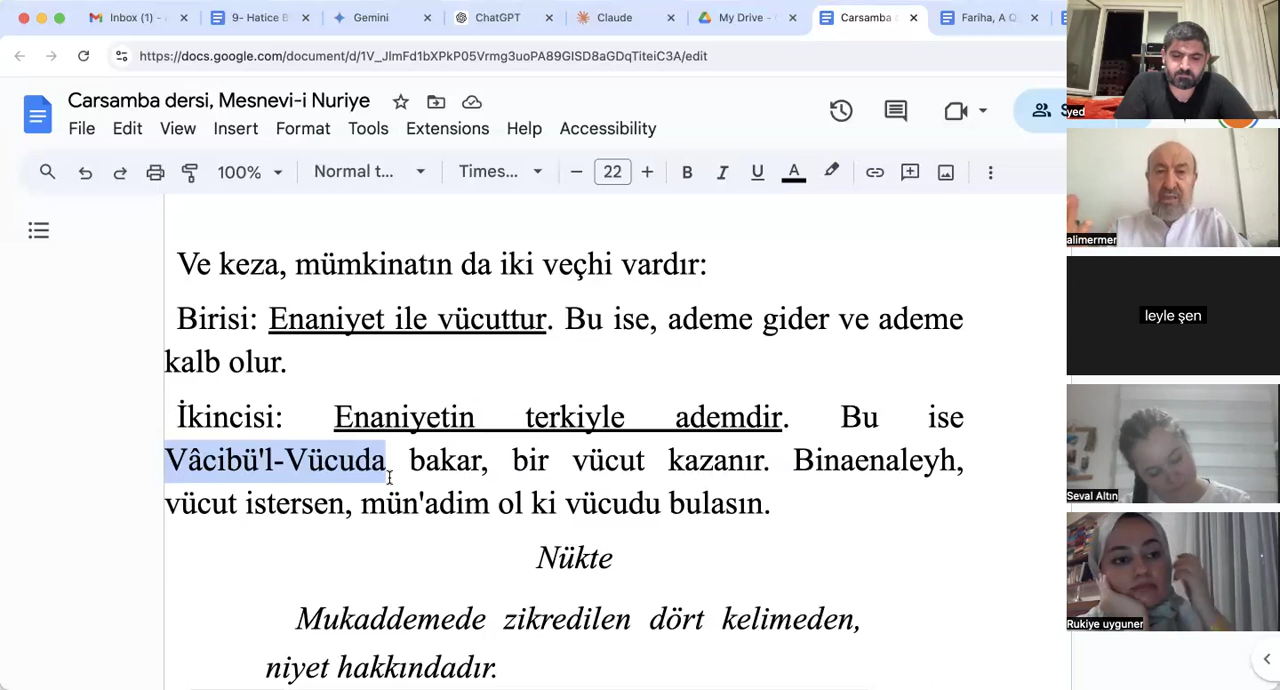 Inbox (1) -
9- Hatice B
Gemini
ChatGPT
Claude
My Drive -
Carsamba d
Fariha, A Q
https://docs.google.com/document/d/1V_JlmFd1bXPkP05Vrmg3uoPA89GISD8aGDqTiteiC3A/edit
Carsamba dersi, Mesnevi-i Nuriye
File Edit View Insert Format Tools Extensions Help Accessibility
100% Normal t... Times... 22 B I U A
Ve keza, mümkinatın da iki veçhi vardır:
Birisi: Enaniyet ile vücuttur. Bu ise, ademe gider ve ademe
kalb olur.
İkincisi: Enaniyetin terkiyle ademdir. Bu ise
Vâcibü'l-Vücuda bakar, bir vücut kazanır. Binaenaleyh,
vücut istersen, mün'adim ol ki vücudu bulasın.
Nükte
Mukaddemede zikredilen dört kelimeden,
niyet hakkındadır.
syed
alimermer
leyle şen
Seval Altın
Rukiye uyguner